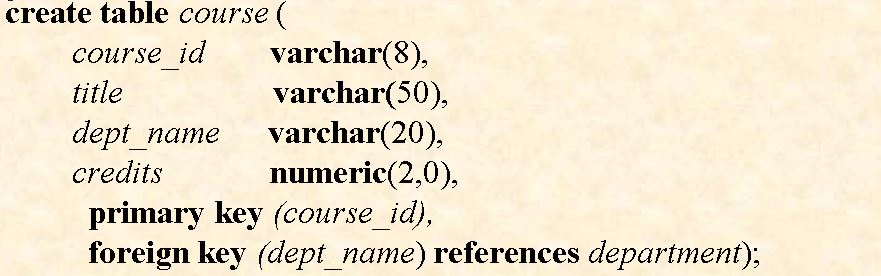 create table course (
course_id varchar(8),
title varchar(50),
dept_name varchar(20),
credits numeric(2,0),
primary key (course_id),
foreign key (dept_name) references department);